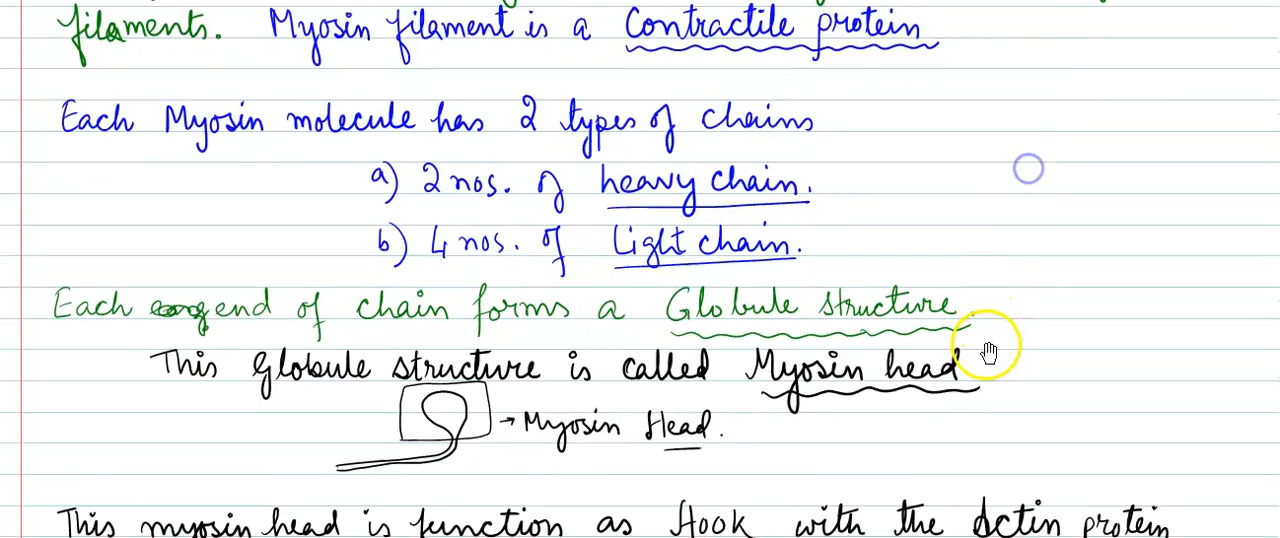 filaments. Myosin filament is a Contractile protein
Each Myosin molecule has 2 types of chains
a) 2 nos. of heavy chain.
b) 4 nos. of Light chain.
Each end of chain forms a Globule structure.
This Globule structure is called Myosin head
→ Myosin Head.
This myosin head is function as Hook with the Actin protein